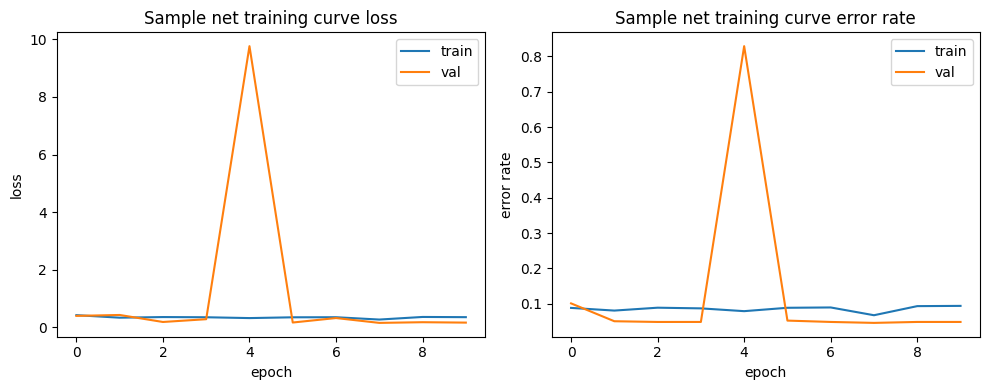 Sample net training curve loss
10
8
6
4
2
0
loss
0 2 4 6 8
epoch
train
val
Sample net training curve error rate
0.8
0.7
0.6
0.5
0.4
0.3
0.2
0.1
error rate
0 2 4 6 8
epoch
train
val